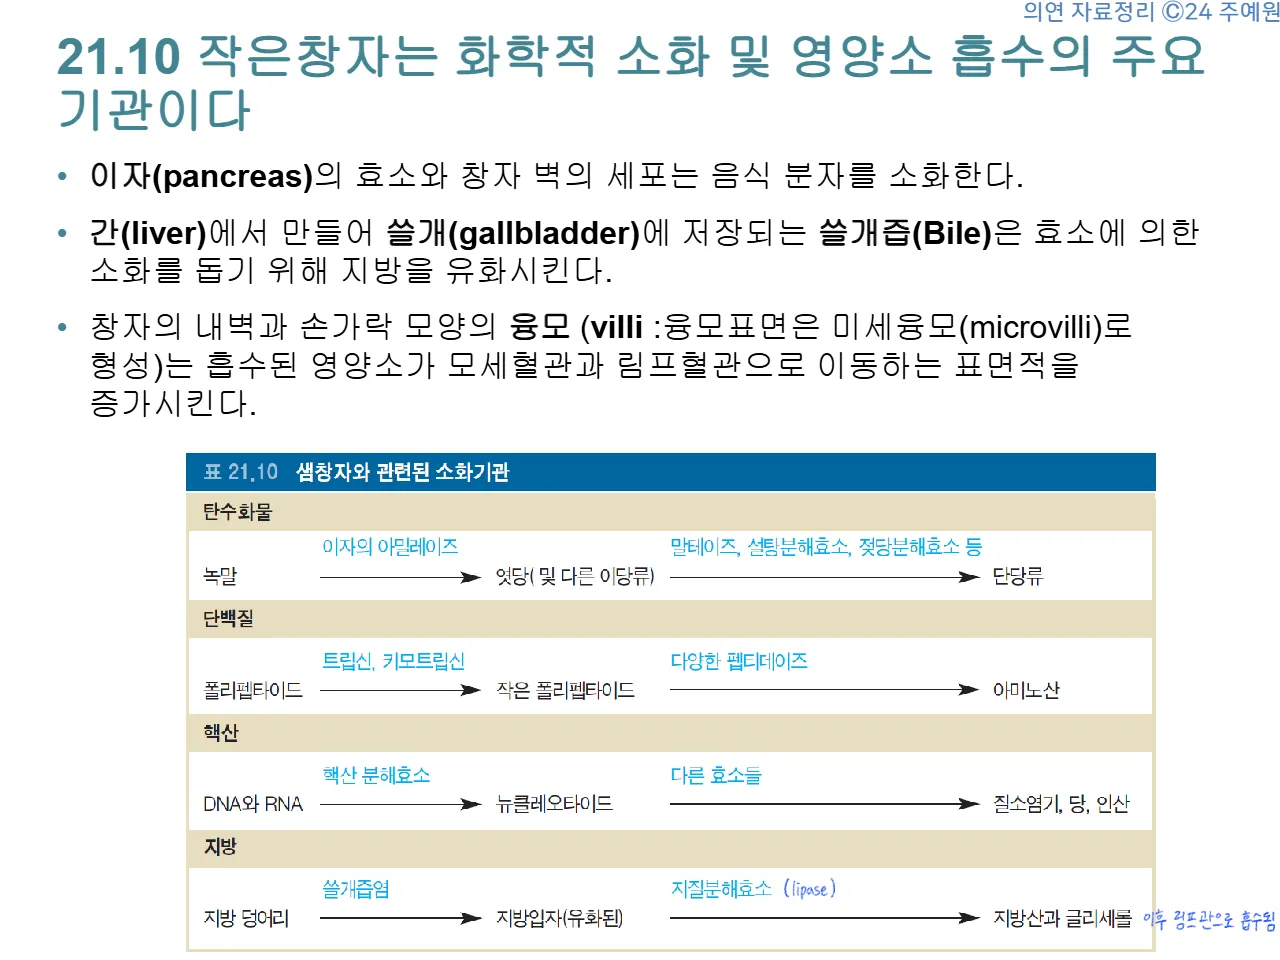 의연 자료정리 ©24 주예원
21.10 작은창자는 화학적 소화 및 영양소 흡수의 주요
기관이다
• 이자(pancreas)의 효소와 창자 벽의 세포는 음식 분자를 소화한다.
• 간(liver)에서 만들어 쓸개(gallbladder)에 저장되는 쓸개즙(Bile)은 효소에 의한
소화를 돕기 위해 지방을 유화시킨다.
• 창자의 내벽과 손가락 모양의 융모 (villi :융모표면은 미세융모(microvilli)로
형성)는 흡수된 영양소가 모세혈관과 림프혈관으로 이동하는 표면적을
증가시킨다.
표 21.10 샘창자와 관련된 소화기관
탄수화물
이자의 아밀레이즈 말테이즈, 설탕분해효소, 젖당분해효소 등
녹말 엿당( 및 다른 이당류) 단당류
단백질
트립신, 키모트립신 다양한 펩티데이즈
폴리펩타이드 작은 폴리펩타이드 아미노산
핵산
핵산 분해효소 다른 효소들
DNA와 RNA 뉴클레오타이드 질소염기, 당, 인산
지방
쓸개즙염 지질분해효소 (lipase)
지방 덩어리 지방입자(유화된) 지방산과 글리세롤 이후 림프관으로 흡수됨